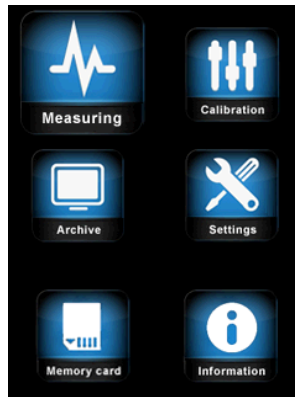 Measuring
Calibration
Archive
Settings
Memory card
Information